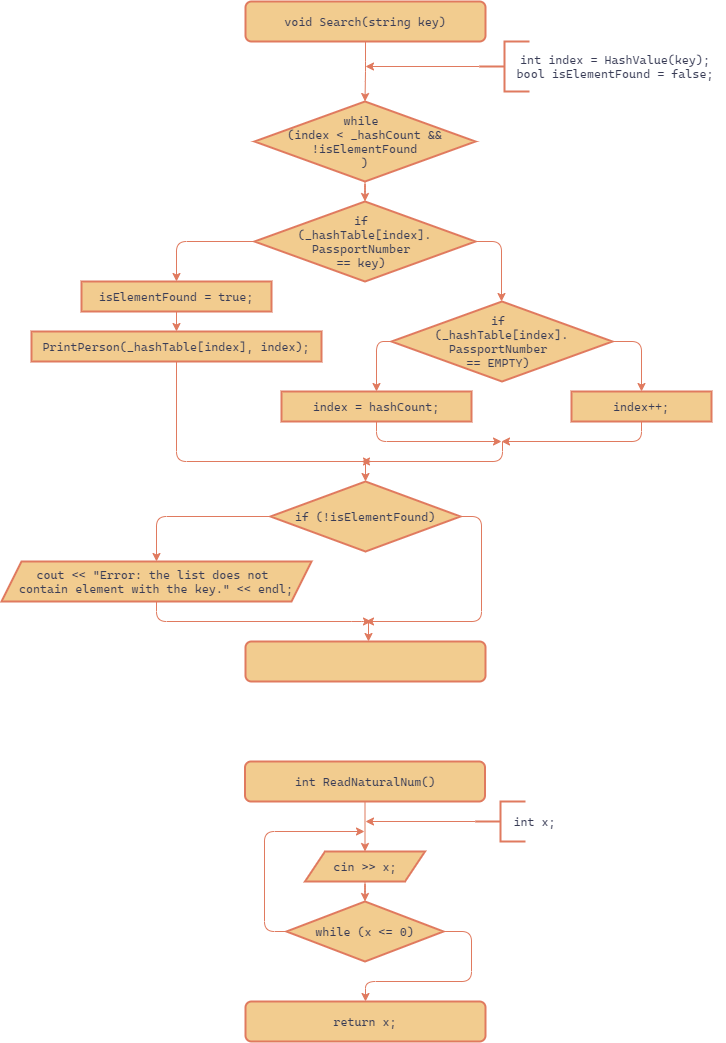 void Search(string key)
int index = HashValue(key);
bool isElementFound = false;
while
(index < _hashCount &&
!isElementFound
)
if
(_hashTable[index].
PassportNumber
== key)
isElementFound = true;
PrintPerson(_hashTable[index], index);
if
(_hashTable[index].
PassportNumber
== EMPTY)
index = hashCount;
index++;
if (!isElementFound)
cout << "Error: the list does not
contain element with the key." << endl;
int ReadNaturalNum()
int x;
cin >> x;
while (x <= 0)
return x;